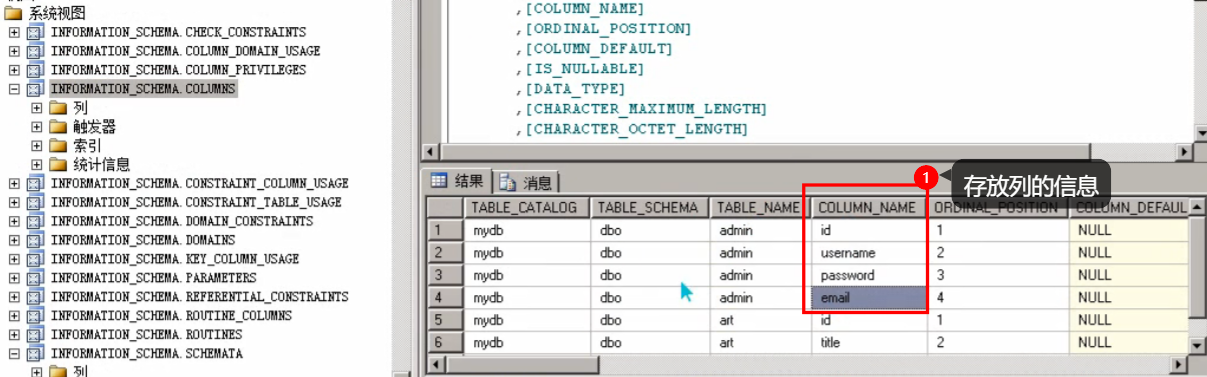 系统视图
INFORMATION_SCHEMA.CHECK_CONSTRAINTS
INFORMATION_SCHEMA.COLUMN_DOMAIN_USAGE
INFORMATION_SCHEMA.COLUMN_PRIVILEGES
INFORMATION_SCHEMA.COLUMNS
列
触发器
索引
统计信息
INFORMATION_SCHEMA.CONSTRAINT_COLUMN_USAGE
INFORMATION_SCHEMA.CONSTRAINT_TABLE_USAGE
INFORMATION_SCHEMA.DOMAIN_CONSTRAINTS
INFORMATION_SCHEMA.DOMAINS
INFORMATION_SCHEMA.KEY_COLUMN_USAGE
INFORMATION_SCHEMA.PARAMETERS
INFORMATION_SCHEMA.REFERENTIAL_CONSTRAINTS
INFORMATION_SCHEMA.ROUTINE_COLUMNS
INFORMATION_SCHEMA.ROUTINES
INFORMATION_SCHEMA.SCHEMATA
列
,[COLUMN_NAME]
,[ORDINAL_POSITION]
,[COLUMN_DEFAULT]
,[IS_NULLABLE]
,[DATA_TYPE]
,[CHARACTER_MAXIMUM_LENGTH]
,[CHARACTER_OCTET_LENGTH]
结果 消息
1 存放列的信息
TABLE_CATALOG TABLE_SCHEMA TABLE_NAME COLUMN_NAME ORDINAL_POSITION COLUMN_DEFAUL
1 mydb dbo admin id 1 NULL
2 mydb dbo admin username 2 NULL
3 mydb dbo admin password 3 NULL
4 mydb dbo admin email 4 NULL
5 mydb dbo art id 1 NULL
6 mydb dbo art title 2 NULL